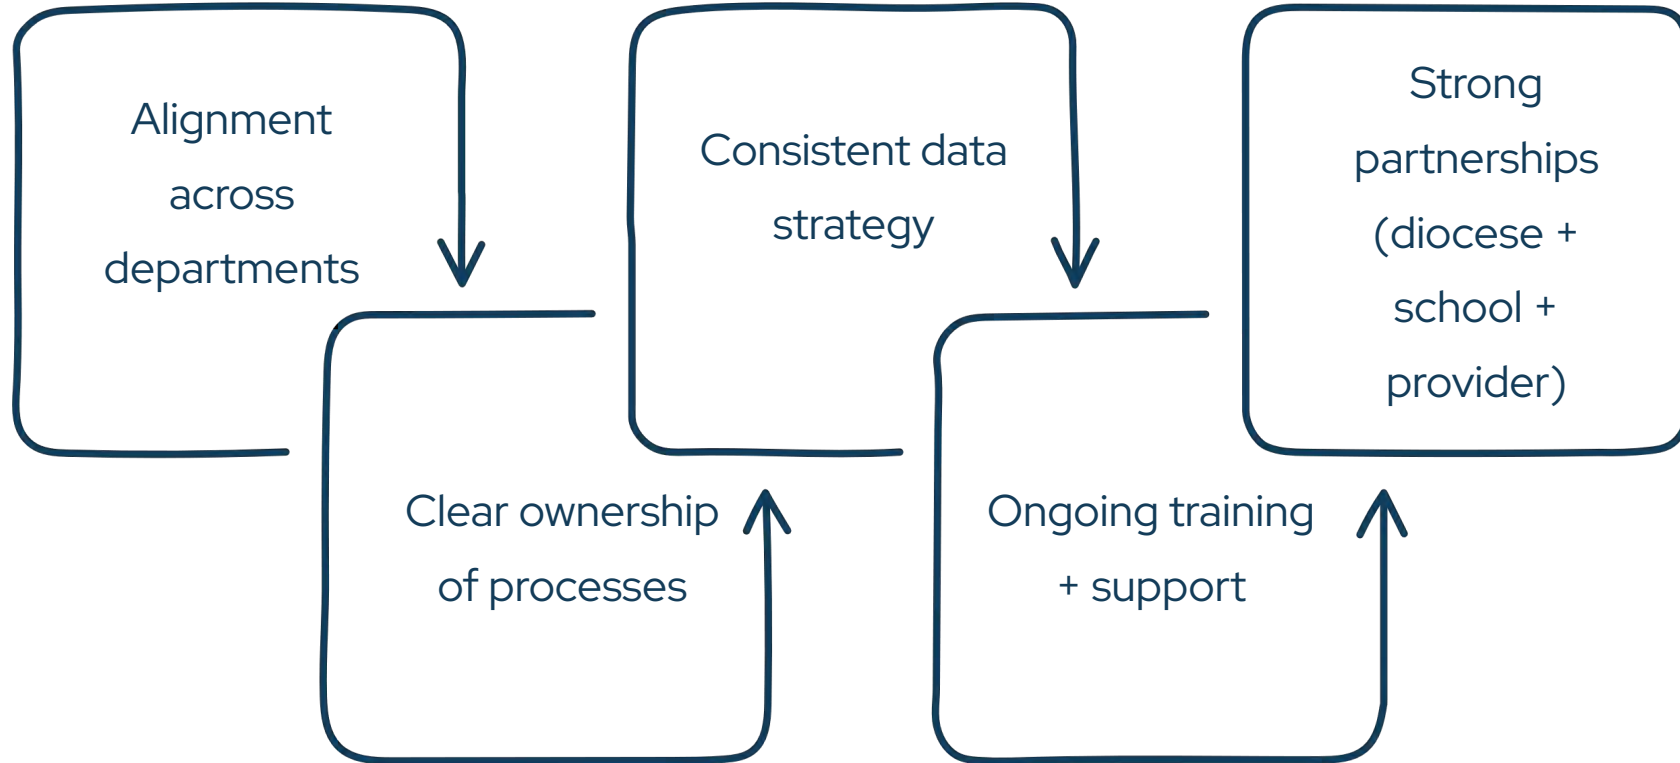 Alignment
across
departments
Clear ownership
of processes
Consistent data
strategy
Ongoing training
+ support
Strong
partnerships
(diocese +
school +
provider)